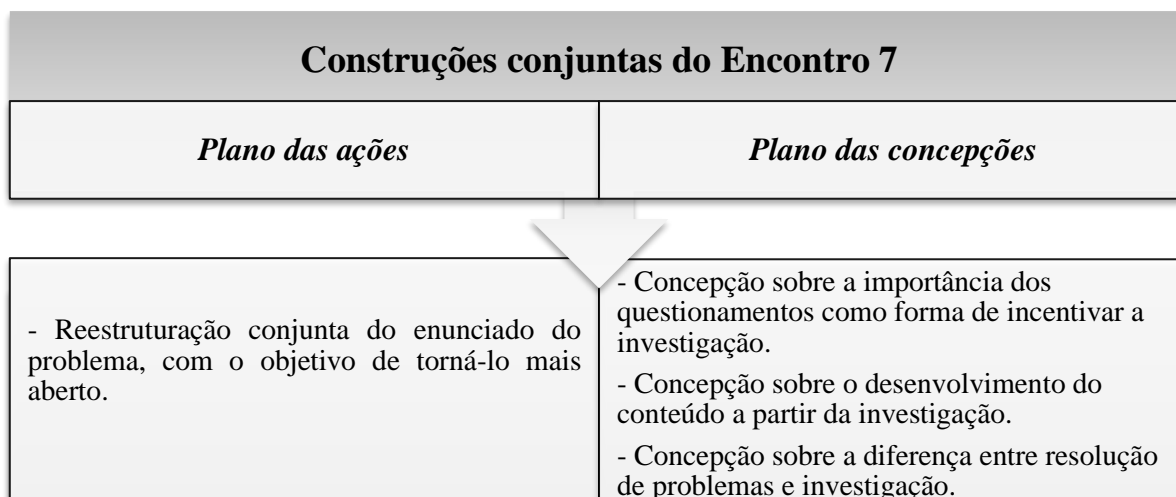 Construções conjuntas do Encontro 7
Plano das ações
Plano das concepções
- Reestruturação conjunta do enunciado do
problema, com o objetivo de torná-lo mais
aberto.
- Concepção sobre a importância dos
questionamentos como forma de incentivar a
investigação.
- Concepção sobre o desenvolvimento do
conteúdo a partir da investigação.
- Concepção sobre a diferença entre resolução
de problemas e investigação.